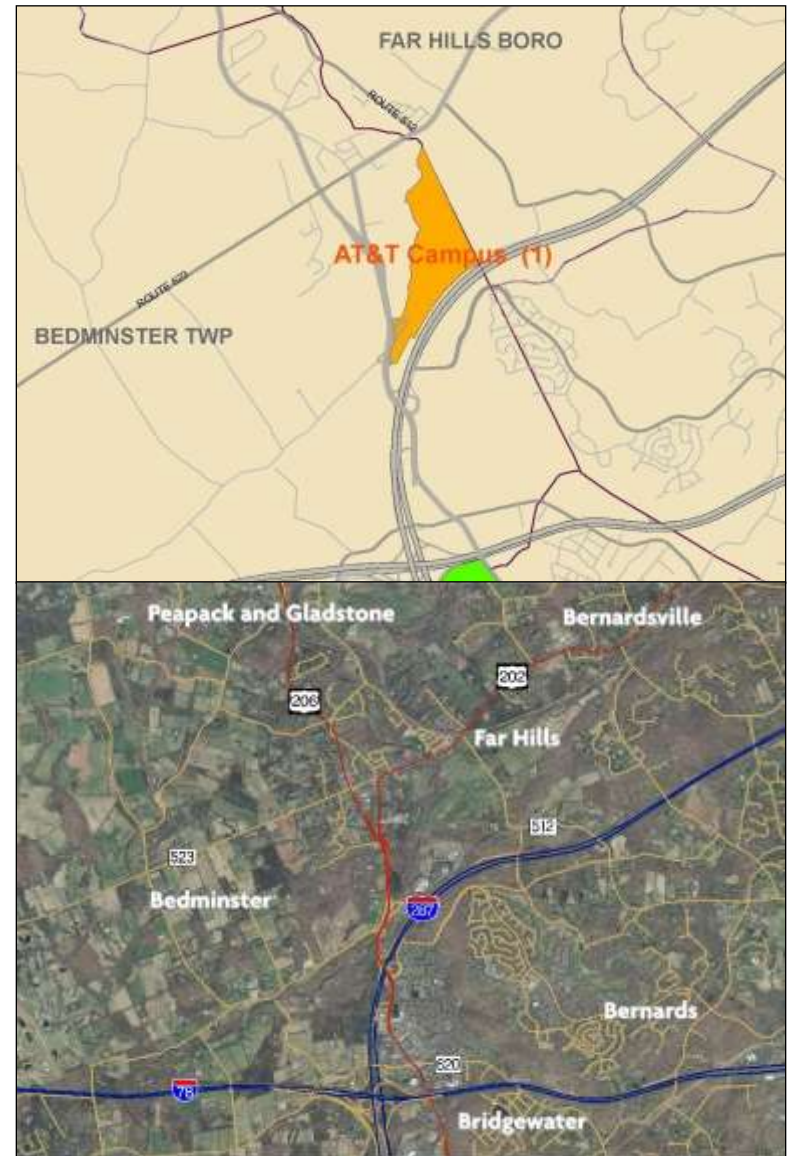 FAR HILLS BORO
ROUTE 512
AT&T Campus (1)
ROUTE 523
BEDMINSTER TWP
Peapack and Gladstone
Bernardsville
202
206
Far Hills
512
523
Bedminster
287
Bernards
620
78
Bridgewater